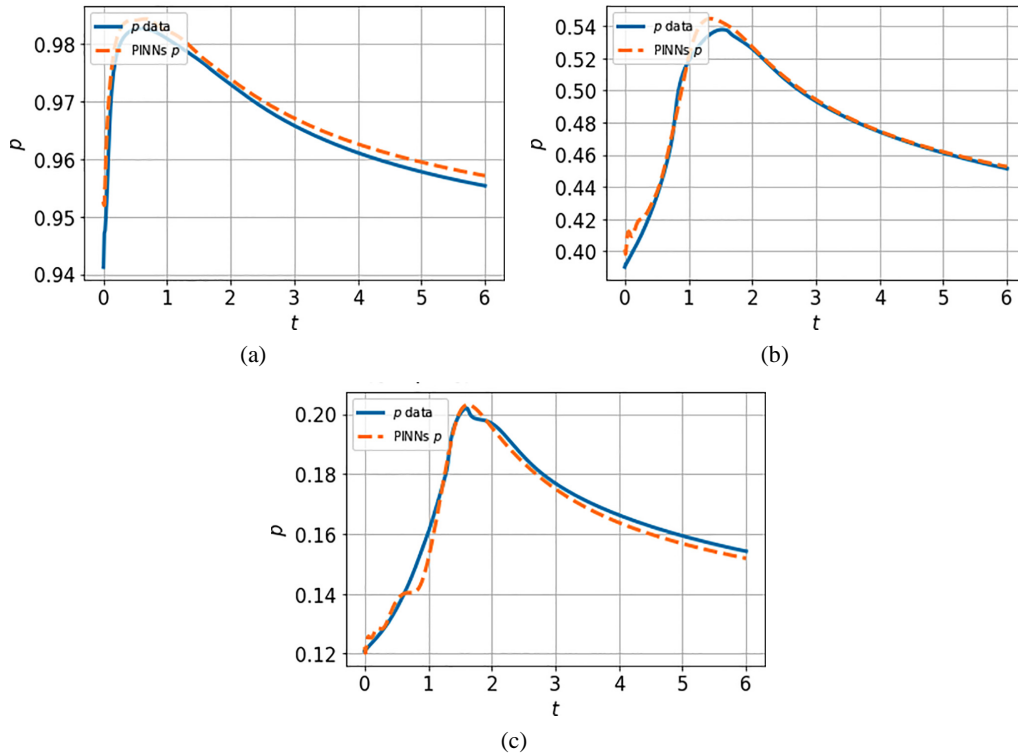 p data
PINNs p
0.98
0.97
0.96
0.95
0.94
p
0 1 2 3 4 5 6
t
(a)
p data
PINNs p
0.54
0.52
0.50
0.48
0.46
0.44
0.42
0.40
p
0 1 2 3 4 5 6
t
(b)
p data
PINNs p
0.20
0.18
0.16
0.14
0.12
p
0 1 2 3 4 5 6
t
(c)